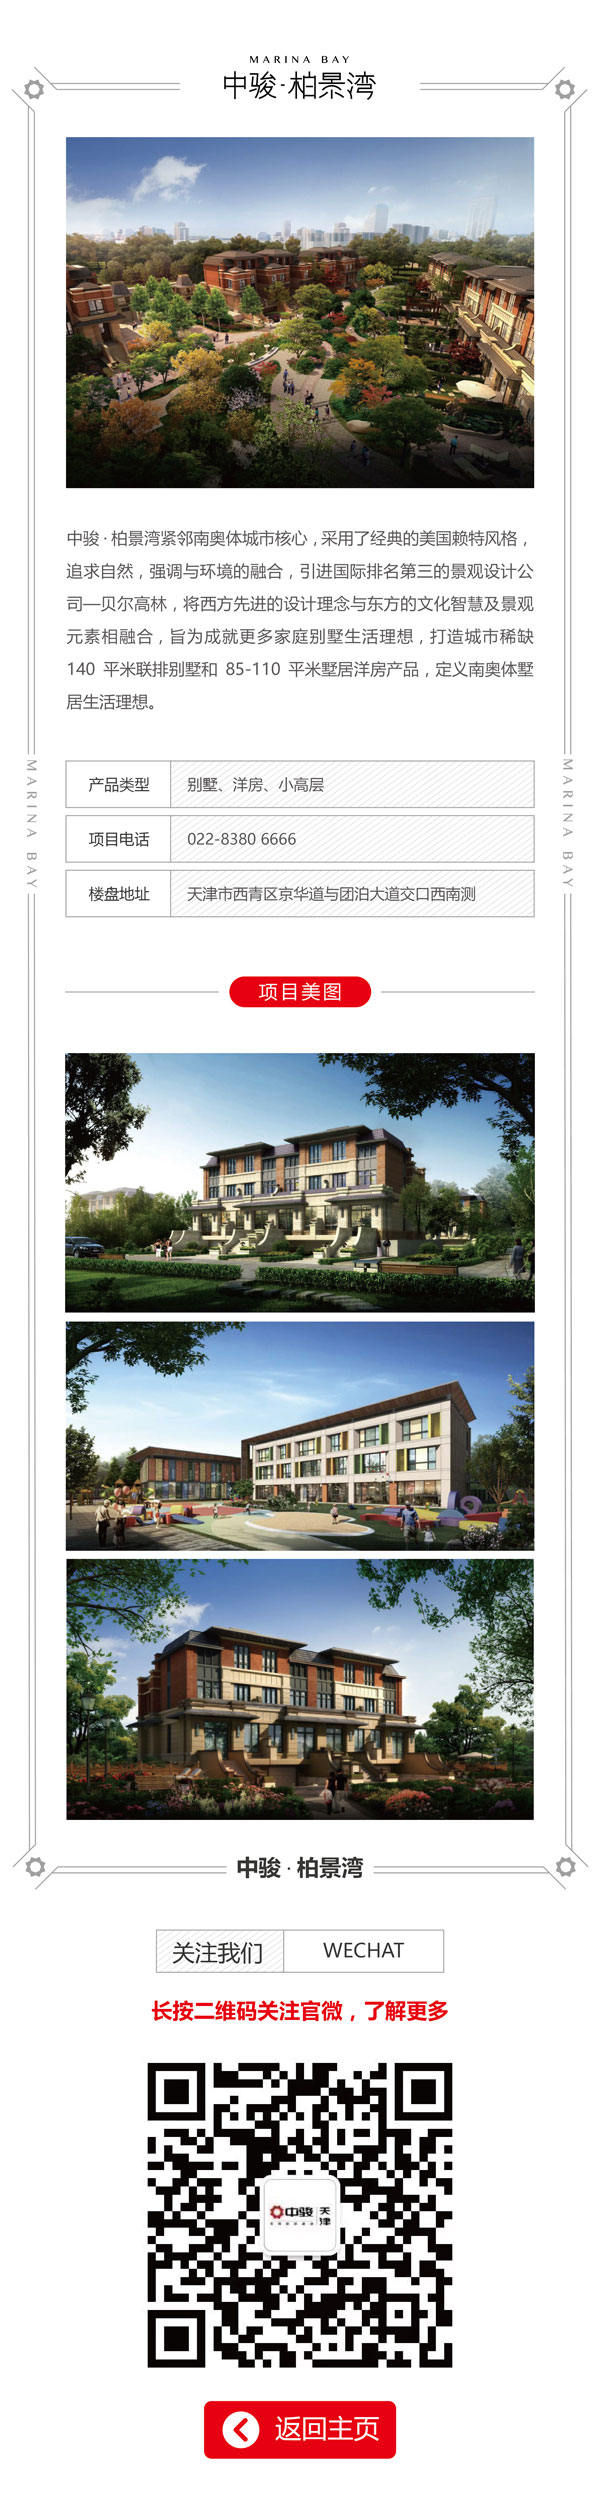 MARINA BAY
中骏·柏景湾
中骏·柏景湾紧邻南奥体城市核心，采用了经典的美国赖特风格，
追求自然，强调与环境的融合，引进国际排名第三的景观设计公
司—贝尔高林，将西方先进的设计理念与东方的文化智慧及景观
元素相融合，旨为成就更多家庭别墅生活理想，打造城市稀缺
140 平米联排别墅和 85-110 平米墅居洋房产品，定义南奥体墅
居生活理想。
MARINA BAY
MARINA BAY
产品类型 别墅、洋房、小高层
项目电话 022-8380 6666
楼盘地址 天津市西青区京华道与团泊大道交口西南测
项目美图
中骏·柏景湾
关注我们 WECHAT
长按二维码关注官微，了解更多
中骏 天津
返回主页